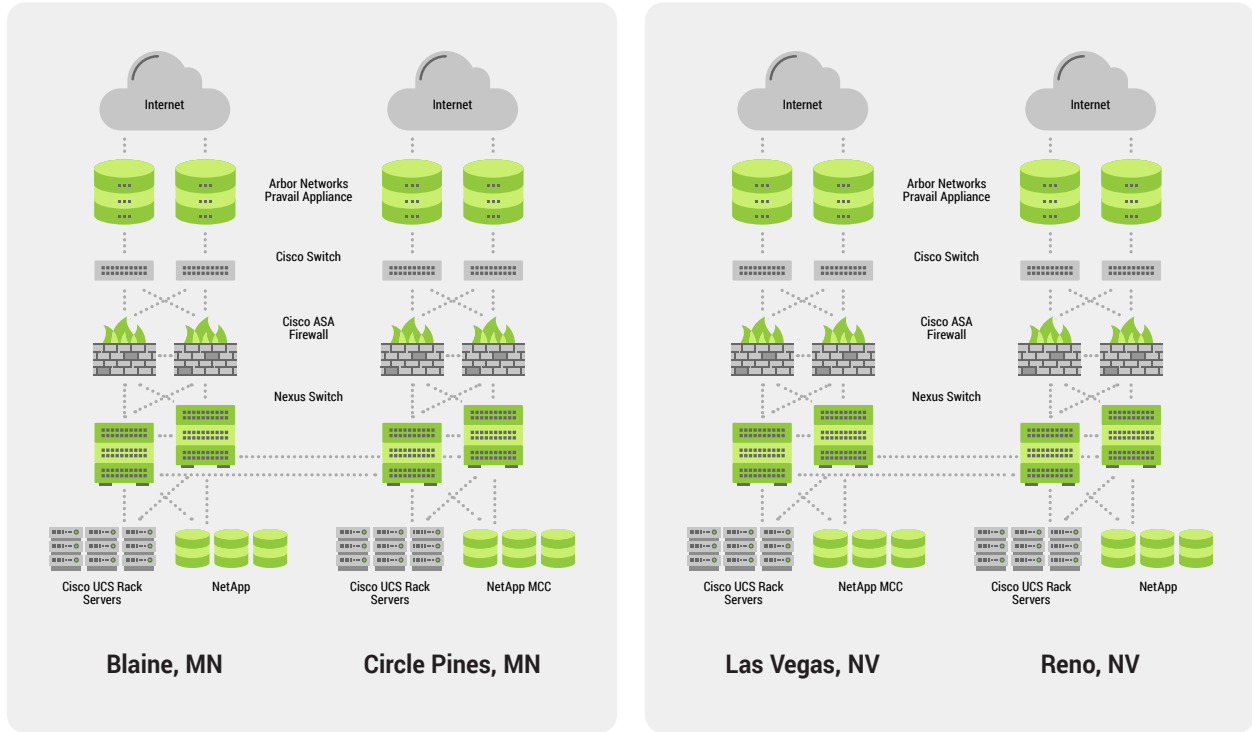 Internet
Internet
Arbor Networks
Pravail Appliance
Cisco Switch
Cisco ASA
Firewall
Nexus Switch
Cisco UCS Rack
Servers
NetApp
Cisco UCS Rack
Servers
NetApp MCC
Blaine, MN
Circle Pines, MN
Internet
Internet
Arbor Networks
Pravail Appliance
Cisco Switch
Cisco ASA
Firewall
Nexus Switch
Cisco UCS Rack
Servers
NetApp MCC
Cisco UCS Rack
Servers
NetApp
Las Vegas, NV
Reno, NV